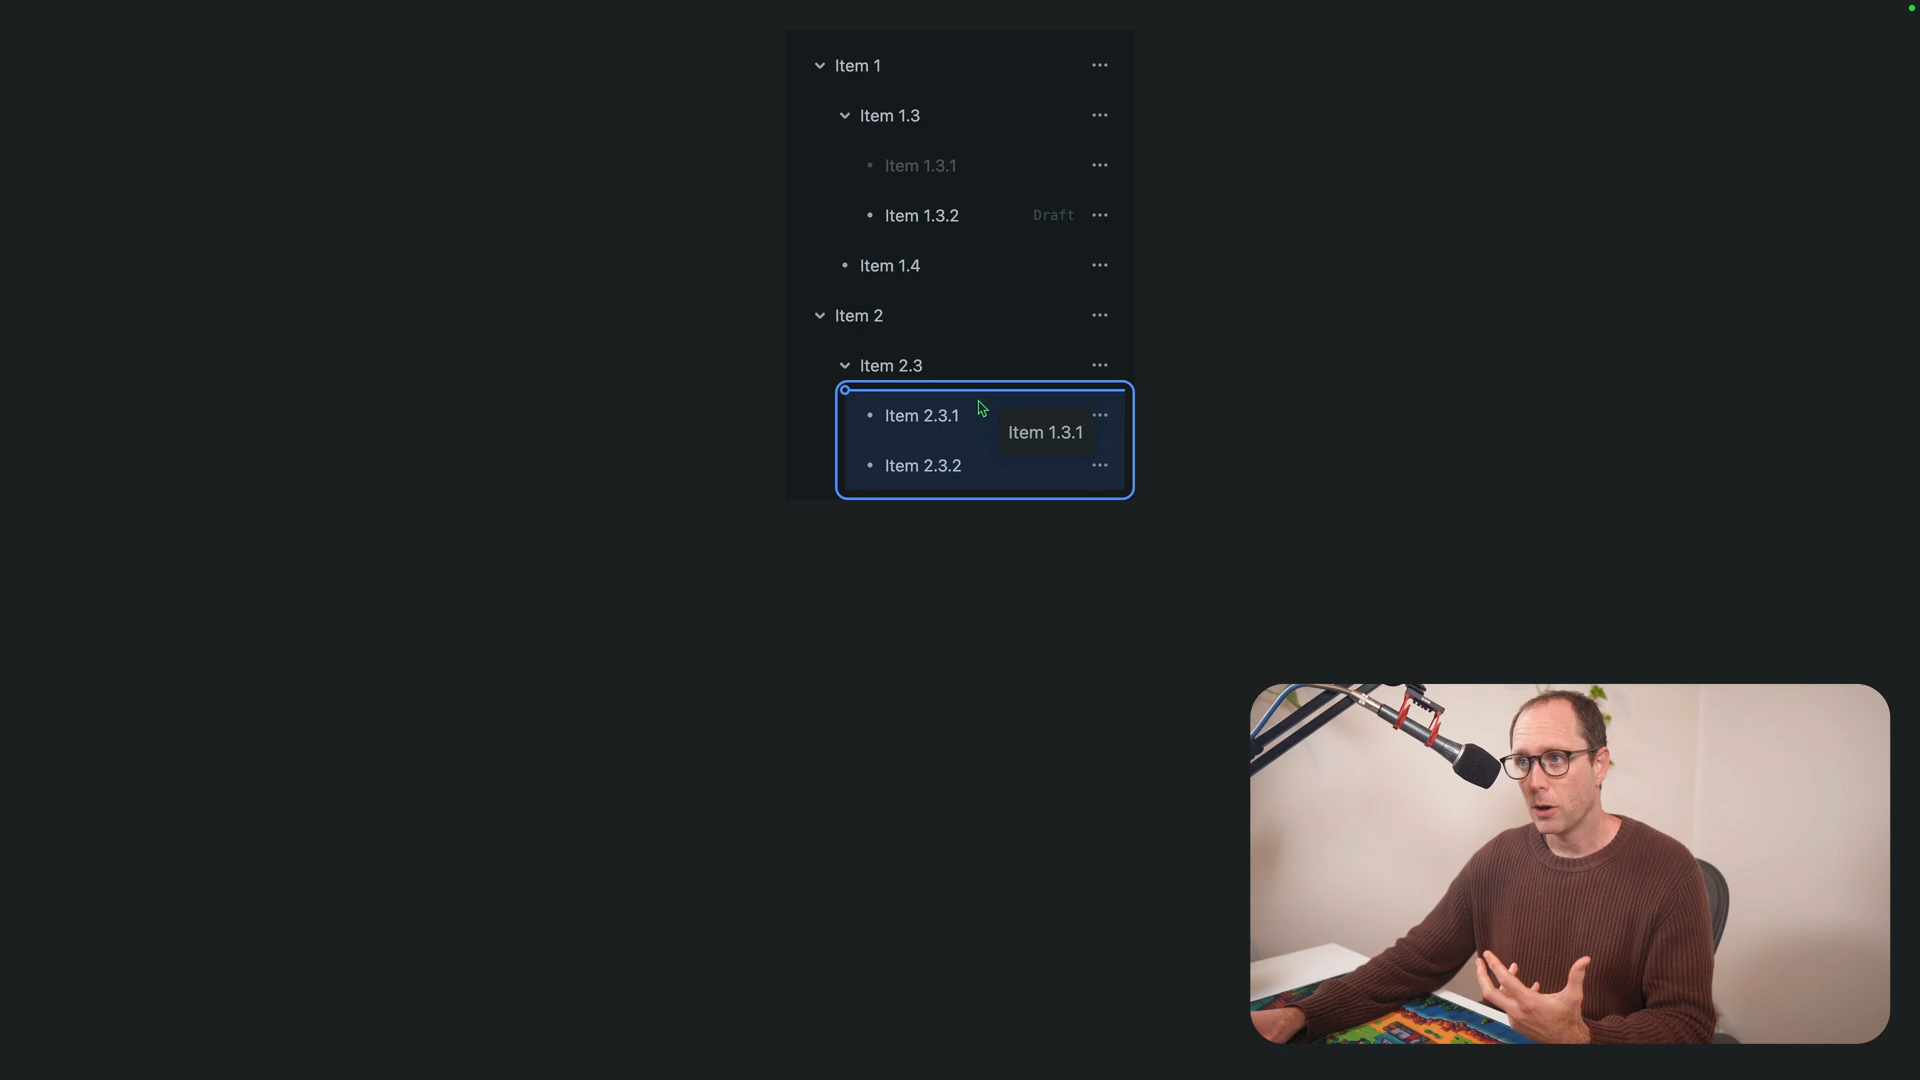 Item 1
Item 1.3
Item 1.3.1
Item 1.3.2 Draft
Item 1.4
Item 2
Item 2.3
Item 2.3.1
Item 1.3.1
Item 2.3.2